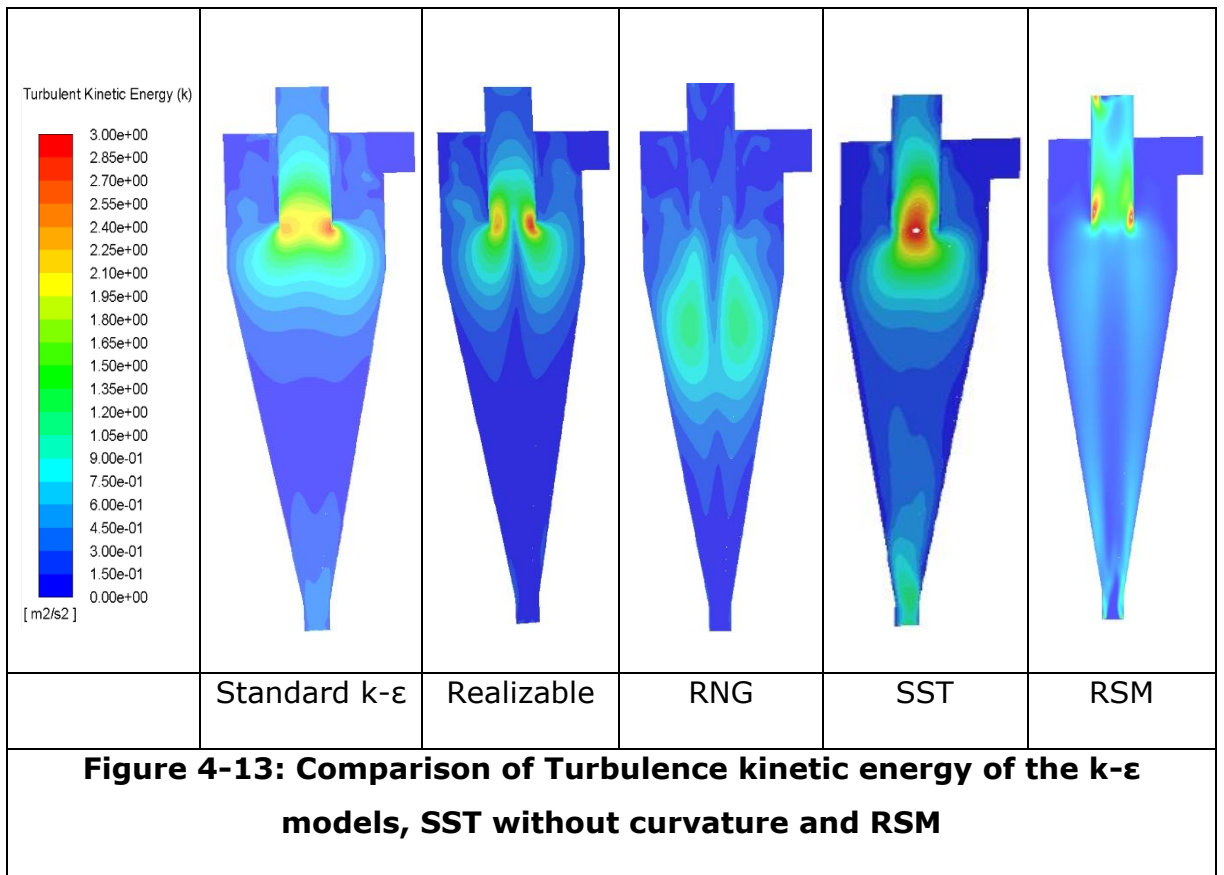 Turbulent Kinetic Energy (k)
3.00e+00
2.85e+00
2.70e+00
2.55e+00
2.40e+00
2.25e+00
2.10e+00
1.95e+00
1.80e+00
1.65e+00
1.50e+00
1.35e+00
1.20e+00
1.05e+00
9.00e-01
7.50e-01
6.00e-01
4.50e-01
3.00e-01
1.50e-01
0.00e+00
[ m2/s2 ]
Standard k-ε Realizable RNG SST RSM
Figure 4-13: Comparison of Turbulence kinetic energy of the k-ε
models, SST without curvature and RSM